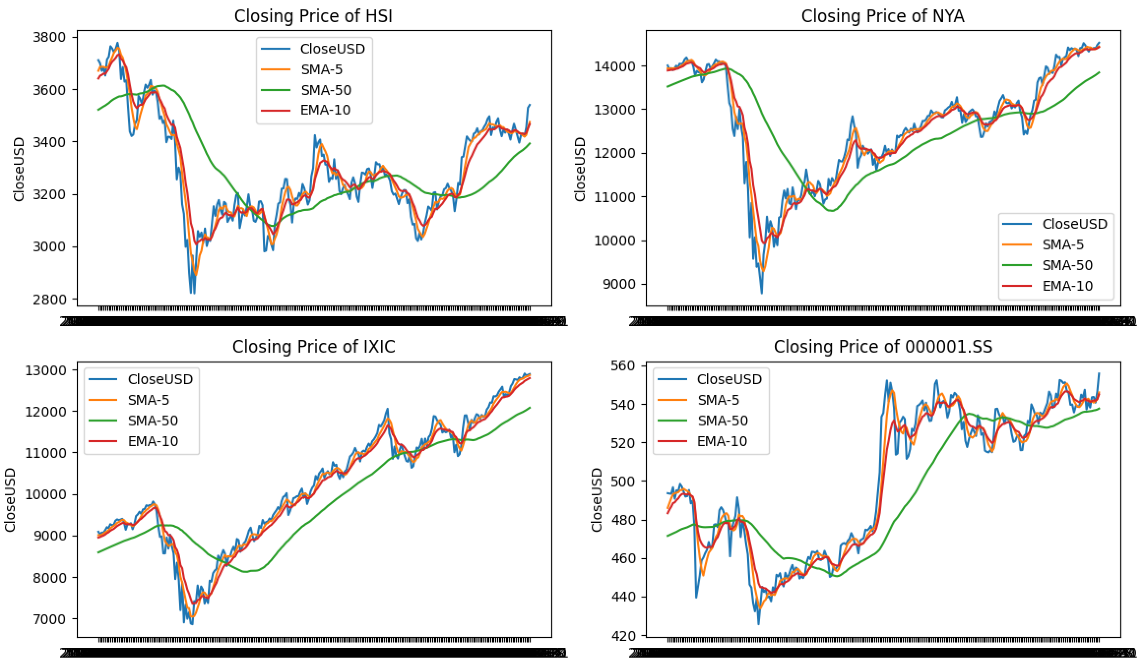 Closing Price of HSI
3800
3600
3400
3200
3000
2800
CloseUSD
CloseUSD
SMA-5
SMA-50
EMA-10
Closing Price of NYA
14000
13000
12000
11000
10000
9000
CloseUSD
CloseUSD
SMA-5
SMA-50
EMA-10
Closing Price of IXIC
13000
12000
11000
10000
9000
8000
7000
CloseUSD
CloseUSD
SMA-5
SMA-50
EMA-10
Closing Price of 000001.SS
560
540
520
500
480
460
440
420
CloseUSD
CloseUSD
SMA-5
SMA-50
EMA-10